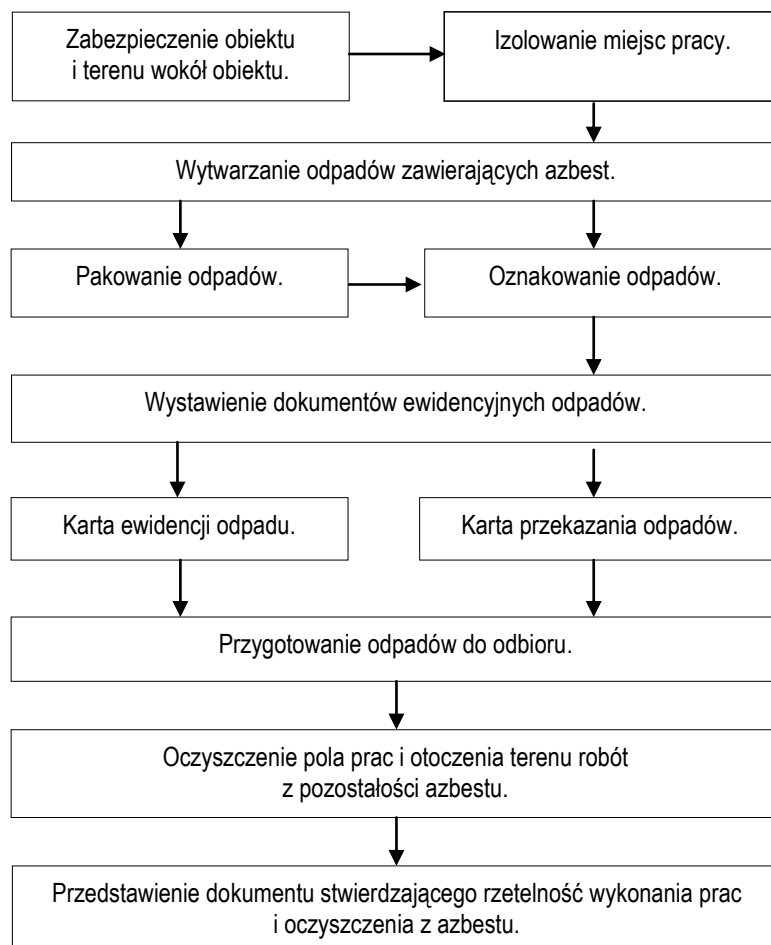 Zabezpieczenie obiektu
i terenu wokół obiektu.
Izolowanie miejsc pracy.
Wytwarzanie odpadów zawierających azbest.
Pakowanie odpadów.
Oznakowanie odpadów.
Wystawienie dokumentów ewidencyjnych odpadów.
Karta ewidencji odpadu.
Karta przekazania odpadów.
Przygotowanie odpadów do odbioru.
Oczyszczenie pola prac i otoczenia terenu robót
z pozostałości azbestu.
Przedstawienie dokumentu stwierdzającego rzetelność wykonania prac
i oczyszczenia z azbestu.